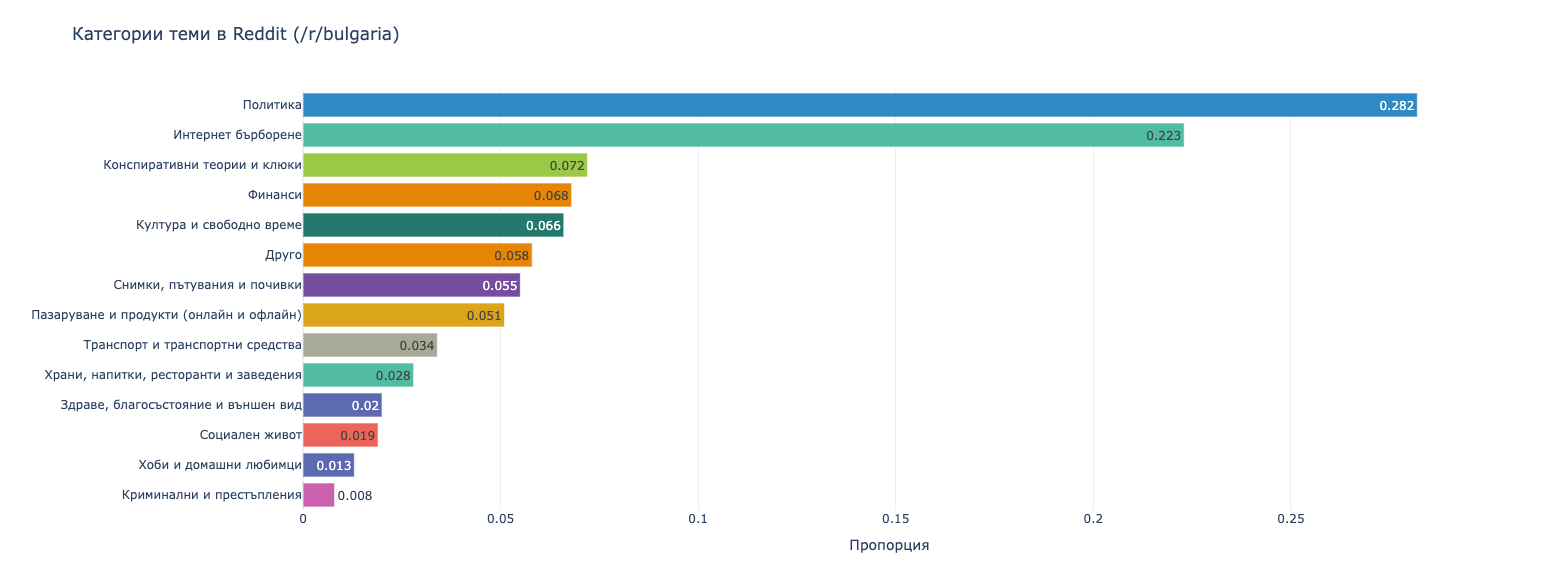 Категории теми в Reddit (/r/bulgaria)
Политика 0.282
Интернет бърборене 0.223
Конспиративни теории и клюки 0.072
Финанси 0.068
Култура и свободно време 0.066
Друго 0.058
Снимки, пътувания и почивки 0.055
Пазаруване и продукти (онлайн и офлайн) 0.051
Транспорт и транспортни средства 0.034
Храни, напитки, ресторанти и заведения 0.028
Здраве, благосъстояние и външен вид 0.02
Социален живот 0.019
Хоби и домашни любимци 0.013
Криминални и престъпления 0.008
0 0.05 0.1 0.15 0.2 0.25
Пропорция